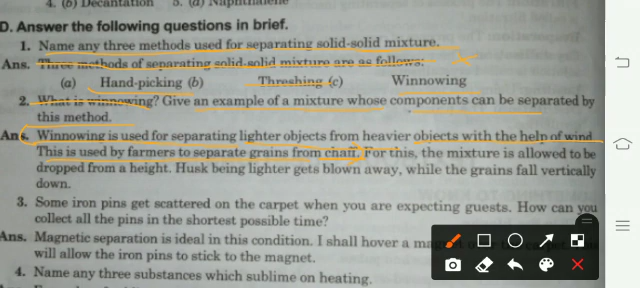 4. (b) Decantation 5. (a) Naphthalene
D. Answer the following questions in brief.
1. Name any three methods used for separating solid-solid mixture.
Ans. Three methods of separating solid-solid mixture are as follows:
(a) Hand-picking (b) Threshing (c) Winnowing
2. What is winnowing? Give an example of a mixture whose components can be separated by
this method.
Ans. Winnowing is used for separating lighter objects from heavier objects with the help of wind
This is used by farmers to separate grains from chaff. For this, the mixture is allowed to be
dropped from a height. Husk being lighter gets blown away, while the grains fall vertically
down.
3. Some iron pins get scattered on the carpet when you are expecting guests. How can you
collect all the pins in the shortest possible time?
Ans. Magnetic separation is ideal in this condition. I shall hover a
will allow the iron pins to stick to the magnet.
4. Name any three substances which sublime on heating.